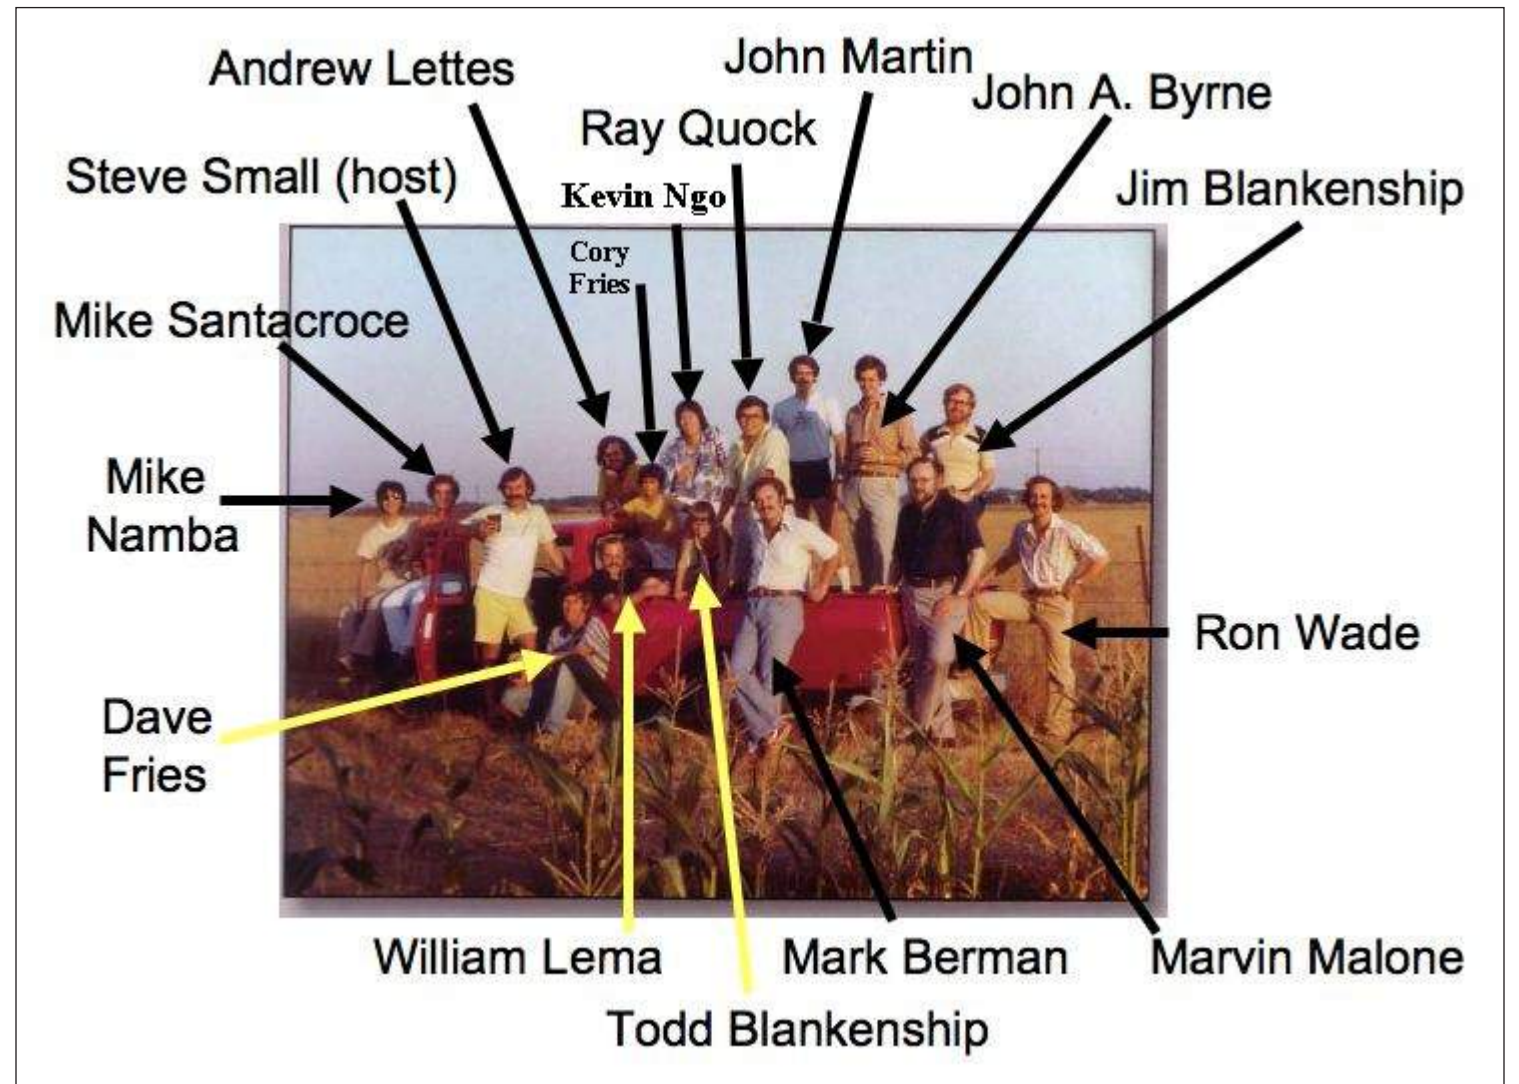 John Martin
Andrew Lettes
John A. Byrne
Ray Quock
Steve Small (host)
Jim Blankenship
Kevin Ngo
Cory
Fries
Mike Santacroce
Mike
Namba
Ron Wade
Dave
Fries
William Lema
Mark Berman
Marvin Malone
Todd Blankenship